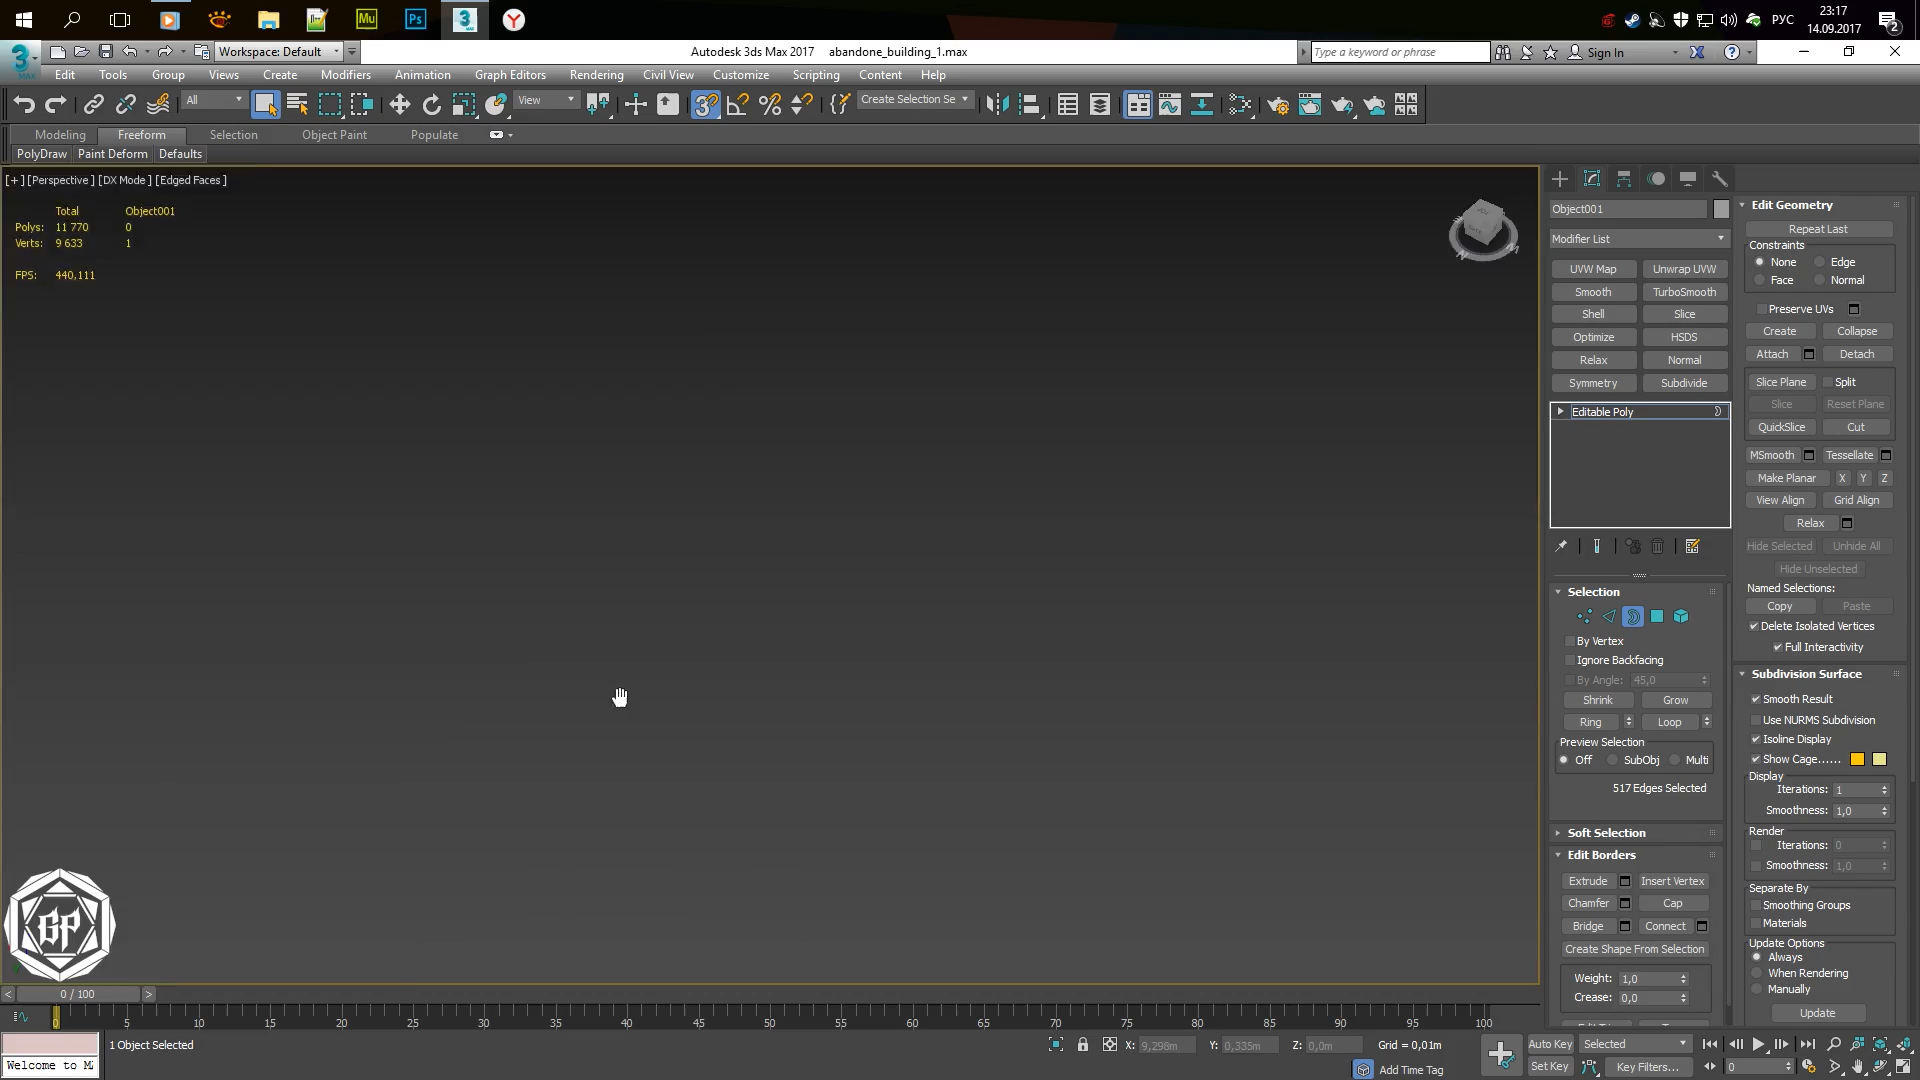 23:17
РУС
14.09.2017
2
Mu
Ps
3
Y
Workspace: Default
Autodesk 3ds Max 2017 abandone_building_1.max
Type a keyword or phrase
Sign In
3
MAX
Edit Tools Group Views Create Modifiers Animation Graph Editors Rendering Civil View Customize Scripting Content Help
All
View
Create Selection Se
Modeling Freeform Selection Object Paint Populate
PolyDraw Paint Deform Defaults
[+] [Perspective ] [DX Mode ] [Edged Faces ]
Total Object001
Polys: 11 770 0
Verts: 9 633 1
FPS: 440,111
GP
Object001
Modifier List
UVW Map Unwrap UVW
Smooth TurboSmooth
Shell Slice
Optimize HSDS
Relax Normal
Symmetry Subdivide
Editable Poly
Selection
By Vertex
Ignore Backfacing
By Angle: 45,0
Shrink Grow
Ring Loop
Preview Selection
Off SubObj Multi
517 Edges Selected
Soft Selection
Edit Borders
Extrude Insert Vertex
Chamfer Cap
Bridge Connect
Create Shape From Selection
Weight: 1,0
Crease: 0,0
Edit Geometry
Repeat Last
Constraints
None Edge
Face Normal
Preserve UVs
Create Collapse
Attach Detach
Slice Plane Split
Slice Reset Plane
QuickSlice Cut
MSmooth Tessellate
Make Planar X Y Z
View Align Grid Align
Relax
Hide Selected Unhide All
Hide Unselected
Named Selections:
Copy Paste
Delete Isolated Vertices
Full Interactivity
Subdivision Surface
Smooth Result
Use NURMS Subdivision
Isoline Display
Show Cage......
Display
Iterations: 1
Smoothness: 1,0
Render
Iterations: 0
Smoothness: 1,0
Separate By
Smoothing Groups
Materials
Update Options
Always
When Rendering
Manually
Update
< 0 / 100 >
0 5 10 15 20 25 30 35 40 45 50 55 60 65 70 75 80 85 90 95 100
1 Object Selected
X: 9,298m Y: 0,335m Z: 0,0m Grid = 0,01m
Auto Key Selected
Welcome to M
Add Time Tag
Set Key Key Filters...
0